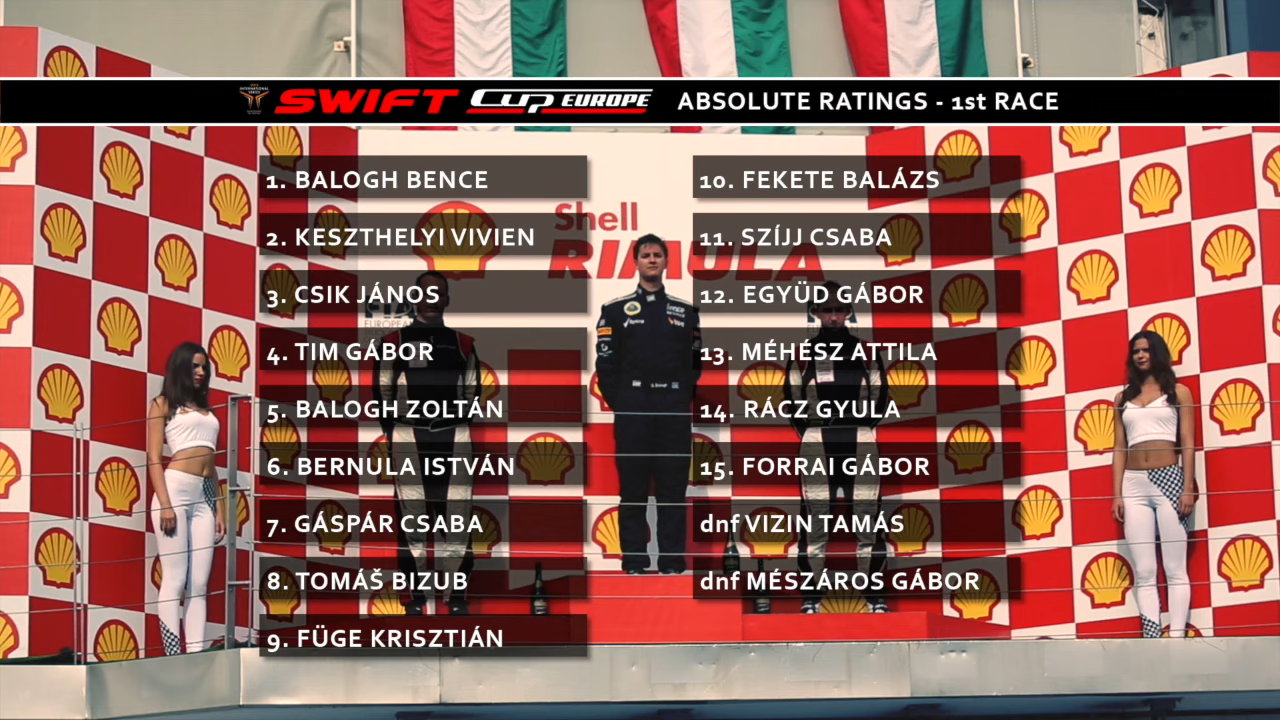 SWIFT CUP EUROPE ABSOLUTE RATINGS - 1st RACE
1. BALOGH BENCE
2. KESZTHELYI VIVIEN
3. CSIK JÁNOS
4. TIM GÁBOR
5. BALOGH ZOLTÁN
6. BERNULA ISTVÁN
7. GÁSPÁR CSABA
8. TOMÁŠ BIZUB
9. FÜGE KRISZTIÁN
10. FEKETE BALÁZS
11. SZÍJJ CSABA
12. EGYÜD GÁBOR
13. MÉHÉSZ ATTILA
14. RÁCZ GYULA
15. FORRAI GÁBOR
dnf VIZIN TAMÁS
dnf MÉSZÁROS GÁBOR
Shell
RIMULA